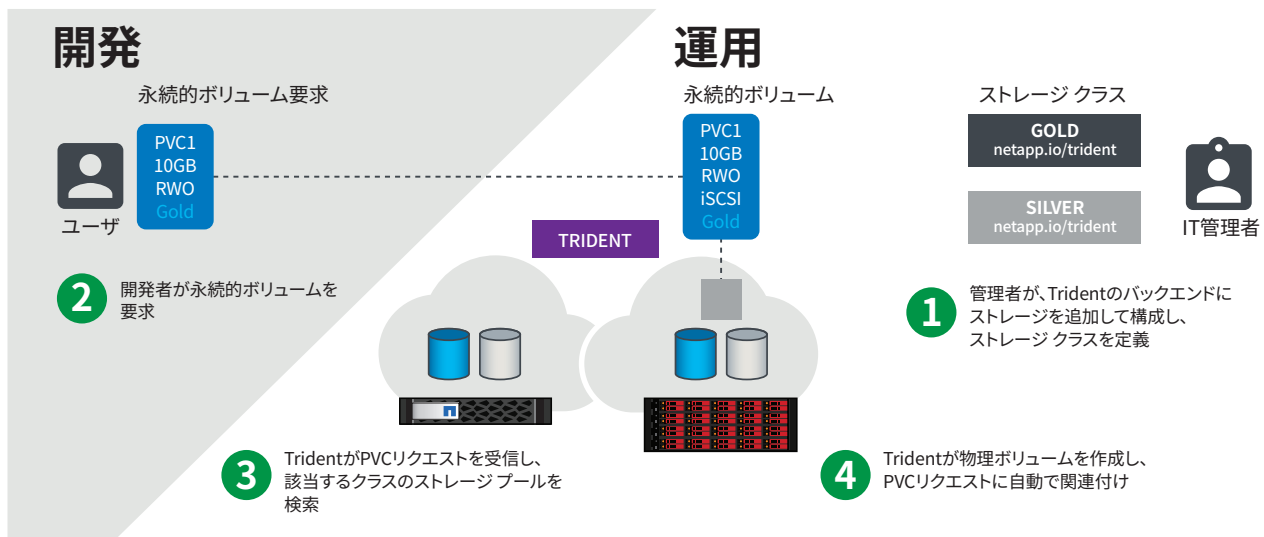 開発
運用
永続的ボリューム要求
永続的ボリューム
ストレージ クラス
PVC1
10GB
RWO
Gold
ユーザ
PVC1
10GB
RWO
iSCSI
Gold
GOLD
netapp.io/trident
SILVER
netapp.io/trident
IT管理者
TRIDENT
2
開発者が永続的ボリュームを
要求
1
管理者が、Tridentのバックエンドに
ストレージを追加して構成し、
ストレージ クラスを定義
3
TridentがPVCリクエストを受信し、
該当するクラスのストレージ プールを
検索
4
Tridentが物理ボリュームを作成し、
PVCリクエストに自動で関連付け